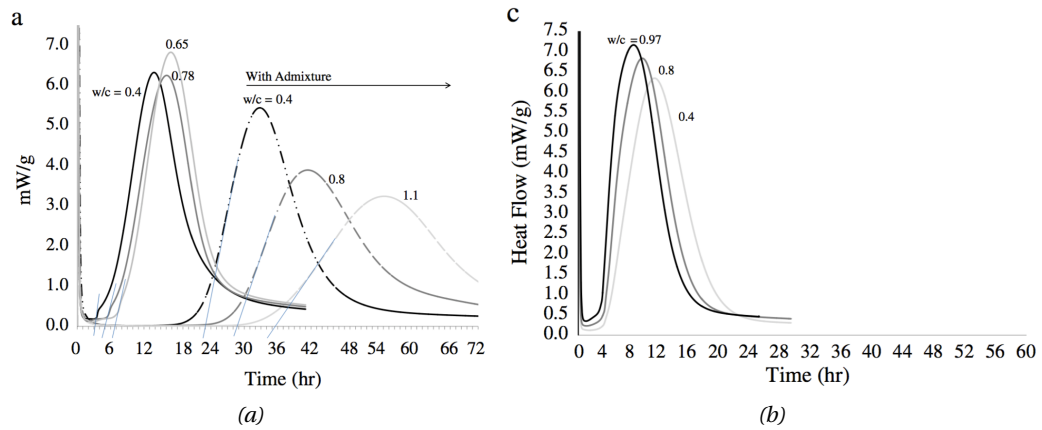 a
7.0
6.0
5.0
4.0
3.0
2.0
1.0
0.0
mW/g
0 6 12 18 24 30 36 42 48 54 60 66 72
Time (hr)
0.65
0.78
w/c = 0.4
With Admixture
w/c = 0.4
0.8
1.1
(a)
c
7.5
7.0
6.5
6.0
5.5
5.0
4.5
4.0
3.5
3.0
2.5
2.0
1.5
1.0
0.5
0.0
Heat Flow (mW/g)
0 4 8 12 16 20 24 28 32 36 40 44 48 52 56 60
Time (hr)
w/c = 0.97
0.8
0.4
(b)